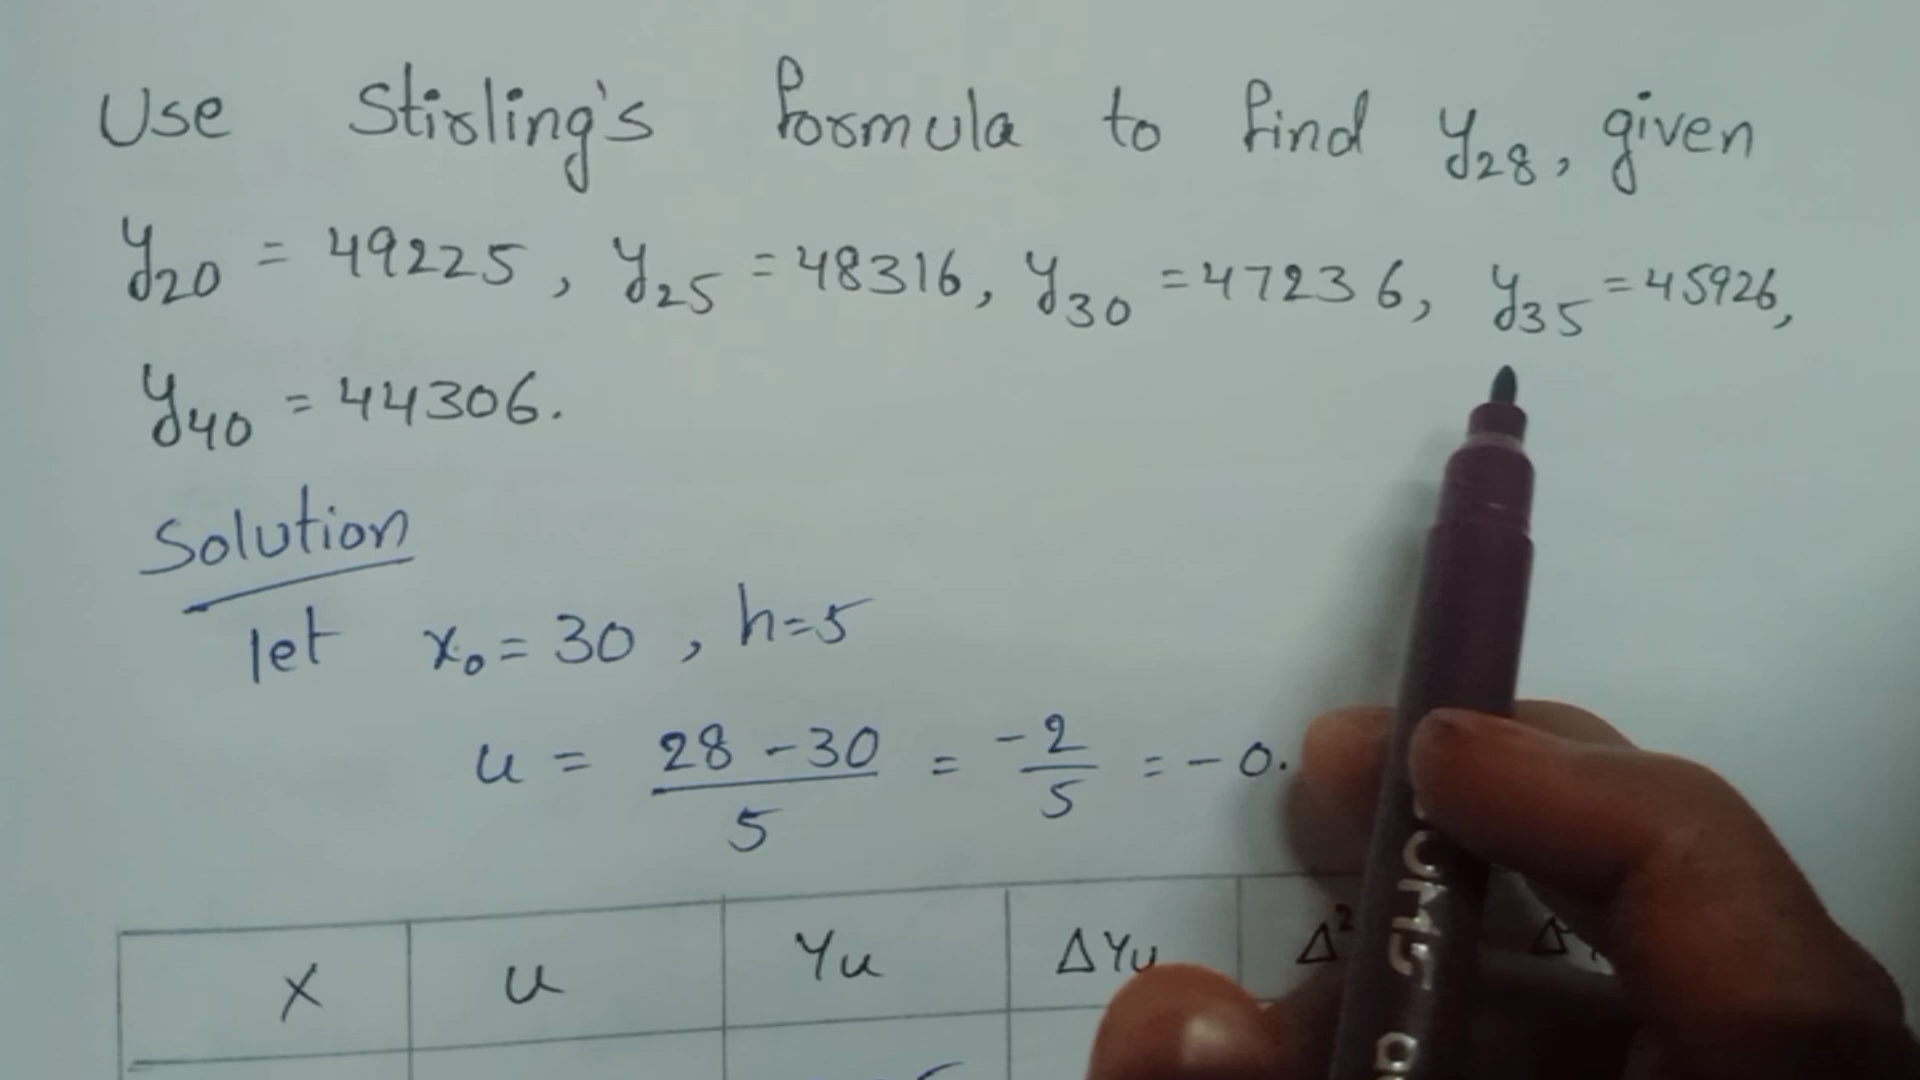 Use Stirling's formula to find y28, given
y20 = 49225, y25 = 48316, y30 = 47236, y35 = 45926,
y40 = 44306.
Solution
let x0 = 30, h=5
u = 28 - 30 / 5 = -2 / 5 = -0.
X u Yu ΔYu Δ²